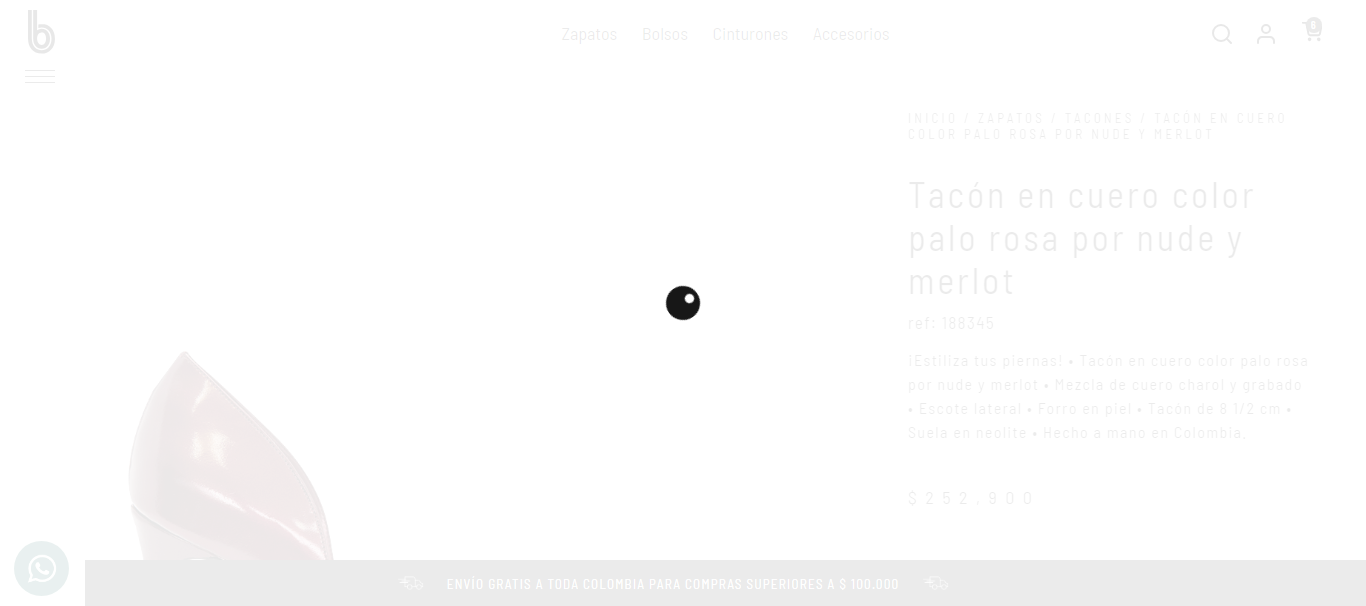 b
Zapatos Bolsos Cinturones Accesorios
INICIO / ZAPATOS / TACONES / TACÓN EN CUERO
COLOR PALO ROSA POR NUDE Y MERLOT
Tacón en cuero color
palo rosa por nude y
merlot
ref: 188345
¡Estiliza tus piernas! • Tacón en cuero color palo rosa
por nude y merlot • Mezcla de cuero charol y grabado
• Escote lateral • Forro en piel • Tacón de 8 1/2 cm •
Suela en neolite • Hecho a mano en Colombia.
$252.900
ENVÍO GRATIS A TODA COLOMBIA PARA COMPRAS SUPERIORES A $ 100.000